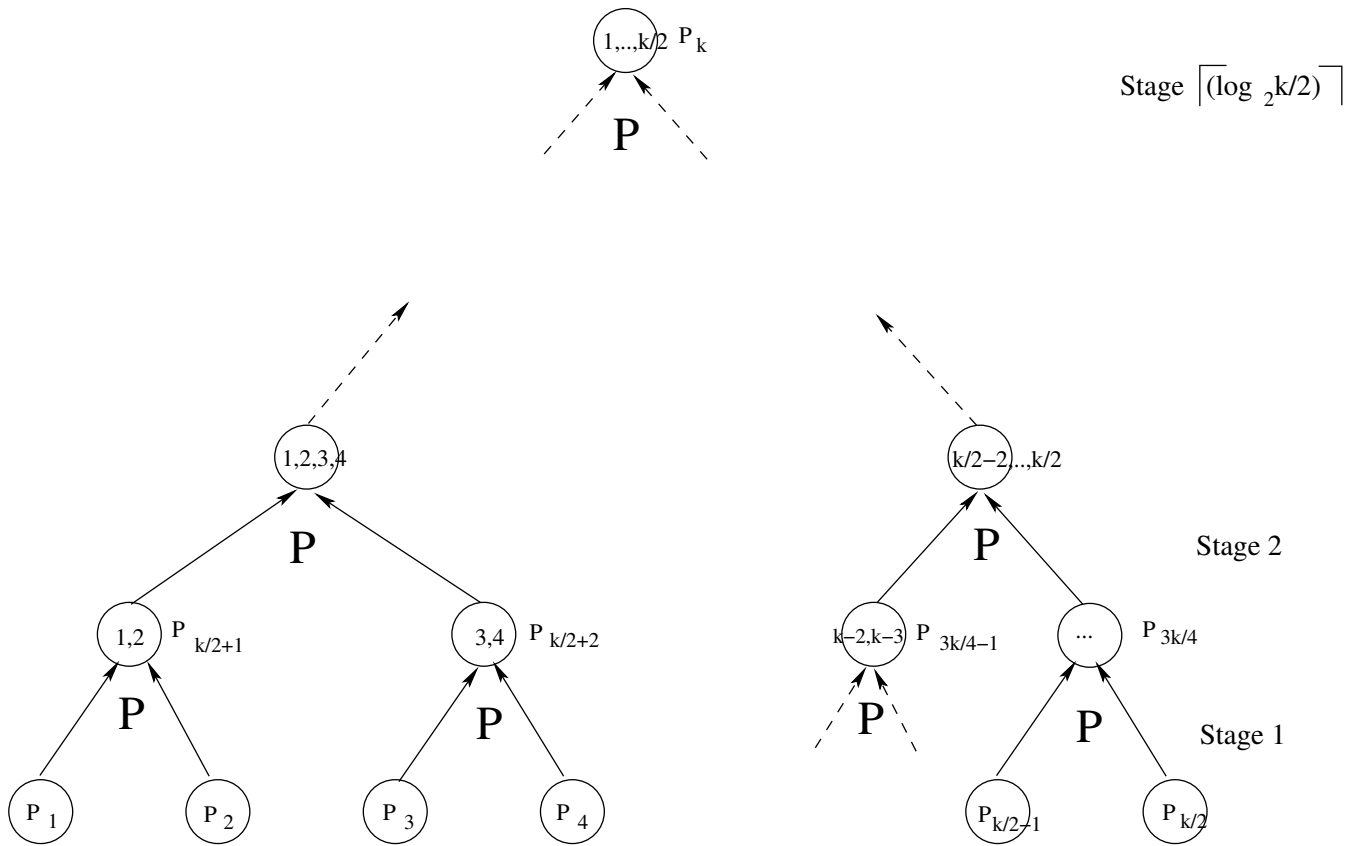 1,..,k/2 P k
Stage ⌈(log 2 k/2)⌉
P
1,2,3,4
k/2−2,..,k/2
P
P
Stage 2
1,2 P k/2+1
3,4 P k/2+2
k−2,k−3 P 3k/4−1
... P 3k/4
P
P
P
P
Stage 1
P 1
P 2
P 3
P 4
P k/2−1
P k/2